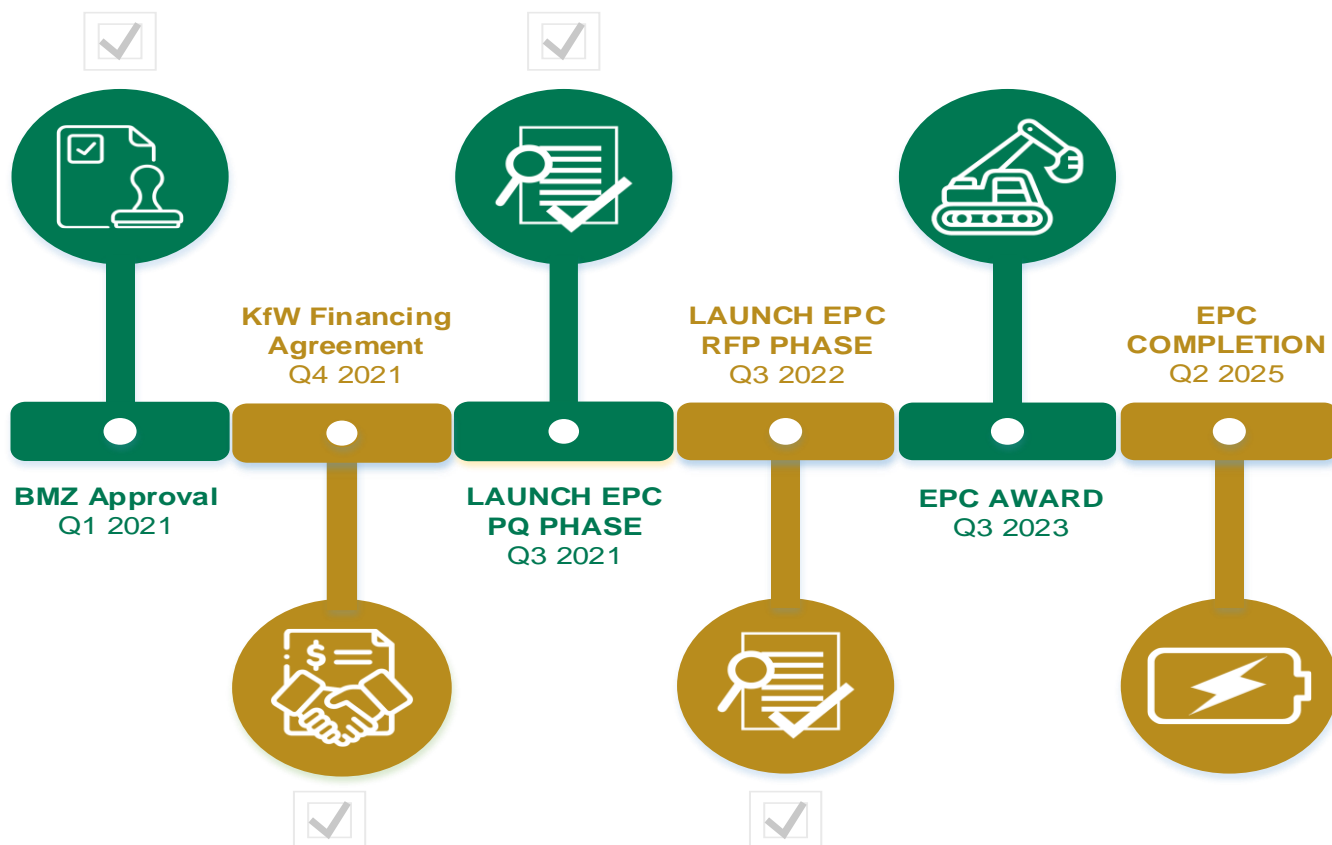 BMZ Approval
Q1 2021
KfW Financing
Agreement
Q4 2021
$
LAUNCH EPC
PQ PHASE
Q3 2021
LAUNCH EPC
RFP PHASE
Q3 2022
EPC AWARD
Q3 2023
EPC
COMPLETION
Q2 2025